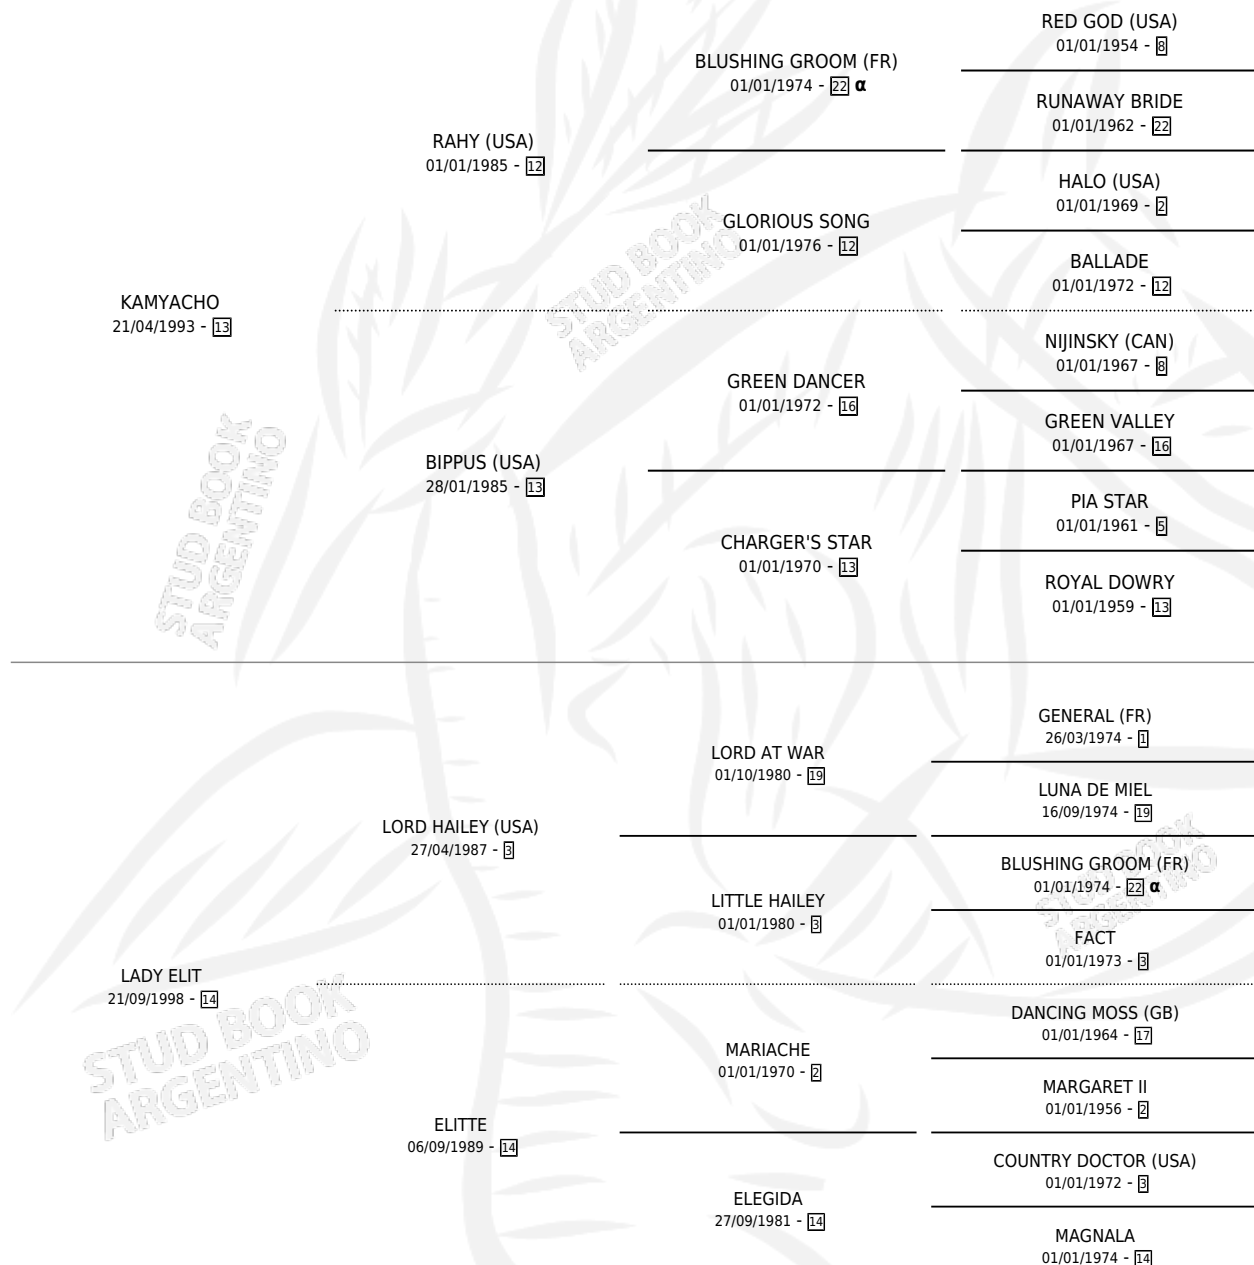 RED GOD (USA)
01/01/1954 - 8
BLUSHING GROOM (FR)
01/01/1974 - 22 α
RUNAWAY BRIDE
01/01/1962 - 22
RAHY (USA)
01/01/1985 - 12
HALO (USA)
01/01/1969 - 2
GLORIOUS SONG
01/01/1976 - 12
BALLADE
01/01/1972 - 12
KAMYACHO
21/04/1993 - 13
NIJINSKY (CAN)
01/01/1967 - 8
GREEN DANCER
01/01/1972 - 16
GREEN VALLEY
01/01/1967 - 16
BIPPUS (USA)
28/01/1985 - 13
PIA STAR
01/01/1961 - 5
CHARGER'S STAR
01/01/1970 - 13
ROYAL DOWRY
01/01/1959 - 13
STUD BOOK
ARGENTINO
STUD BOOK
ARGENTINO
GENERAL (FR)
26/03/1974 - 1
LORD AT WAR
01/10/1980 - 19
LUNA DE MIEL
16/09/1974 - 19
LORD HAILEY (USA)
27/04/1987 - 3
BLUSHING GROOM (FR)
01/01/1974 - 22 α
LITTLE HAILEY
01/01/1980 - 3
FACT
01/01/1973 - 3
LADY ELIT
21/09/1998 - 14
DANCING MOSS (GB)
01/01/1964 - 17
MARIACHE
01/01/1970 - 2
MARGARET II
01/01/1956 - 2
ELITTE
06/09/1989 - 14
COUNTRY DOCTOR (USA)
01/01/1972 - 3
ELEGIDA
27/09/1981 - 14
MAGNALA
01/01/1974 - 14
STUD BOOK
ARGENTINO
STUD BOOK
ARGENTINO